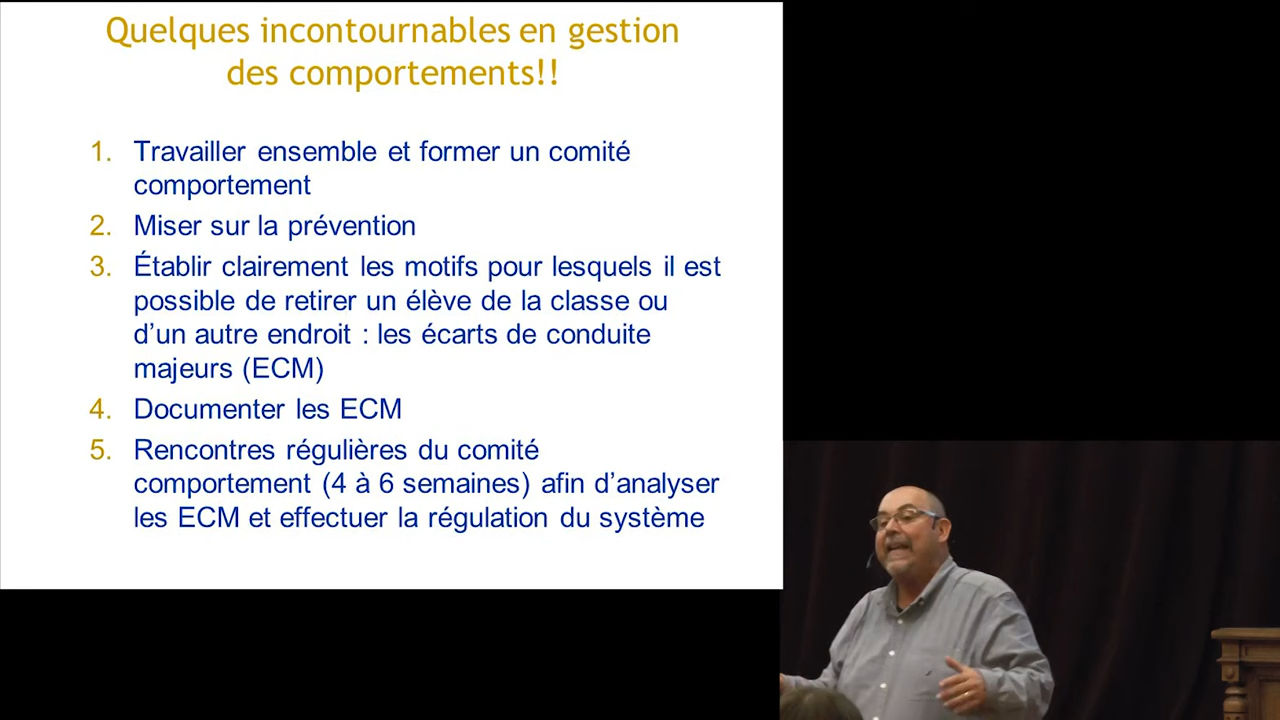 Quelques incontournables en gestion
des comportements!!
1. Travailler ensemble et former un comité
comportement
2. Miser sur la prévention
3. Établir clairement les motifs pour lesquels il est
possible de retirer un élève de la classe ou
d’un autre endroit : les écarts de conduite
majeurs (ECM)
4. Documenter les ECM
5. Rencontres régulières du comité
comportement (4 à 6 semaines) afin d’analyser
les ECM et effectuer la régulation du système